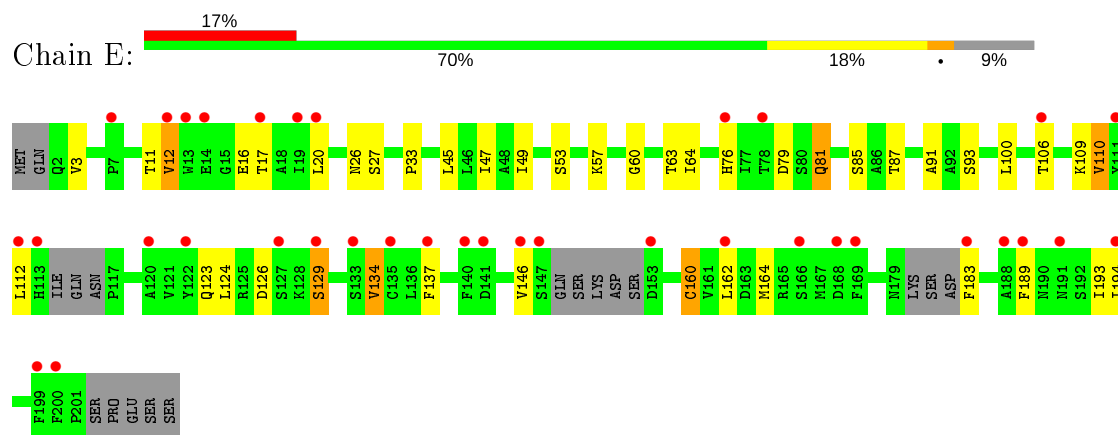 17%
Chain E:
70% 18% • 9%
MET GLN Q2 V3 P7 T11 V12 W13 E14 G15 E16 T17 A18 I19 L20 N26 S27 P33 L45 L46 I47 A48 I49 S53 K57 G60 T63 I64 H76 I77 T78 D79 S80 Q81 S85 A86 T87 A91 A92 S93 L100 T106 K109 V110 Y111
L112 H113 ILE GLN ASN P117 A120 V121 Y122 Q123 L124 R125 D126 S127 K128 S129 S133 V134 C135 L136 F137 F140 D141 V146 S147 GLN SER LYS ASP SER D153 C160 V161 L162 D163 M164 R165 S166 M167 D168 F169 N179 LYS SER ASP F183 A188 F189 N190 N191 S192 I193 I194
F199 F200 P201 SER PRO GLU SER SER